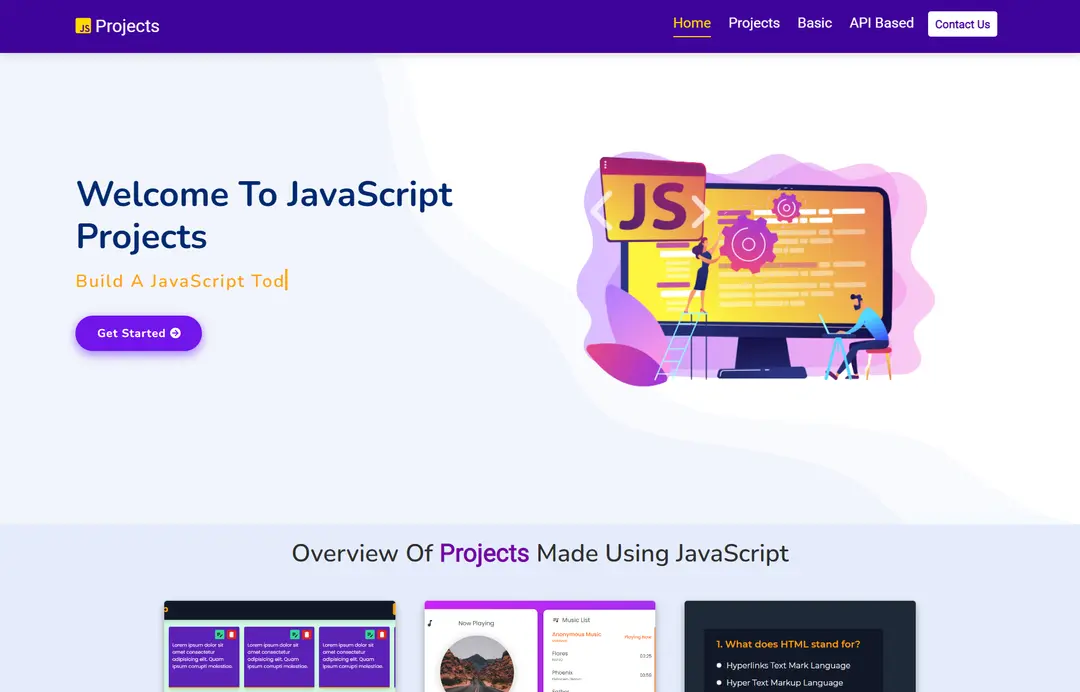 JS Projects
Home Projects Basic API Based Contact Us
Welcome To JavaScript
Projects
Build A JavaScript Tod
Get Started
JS
Overview Of Projects Made Using JavaScript
Lorem ipsum dolor sit
amet consectetur
adipisicing elit. Quam
ipsum corrupti molestiae.
Lorem ipsum dolor sit
amet consectetur
adipisicing elit. Quam
ipsum corrupti molestiae.
Lorem ipsum dolor sit
amet consectetur
adipisicing elit. Quam
ipsum corrupti molestiae.
Now Playing
Music List
Anonymous Music
Playing Now
Flores
03:25
Phoenix
1. What does HTML stand for?
Hyperlinks Text Mark Language
Hyper Text Markup Language